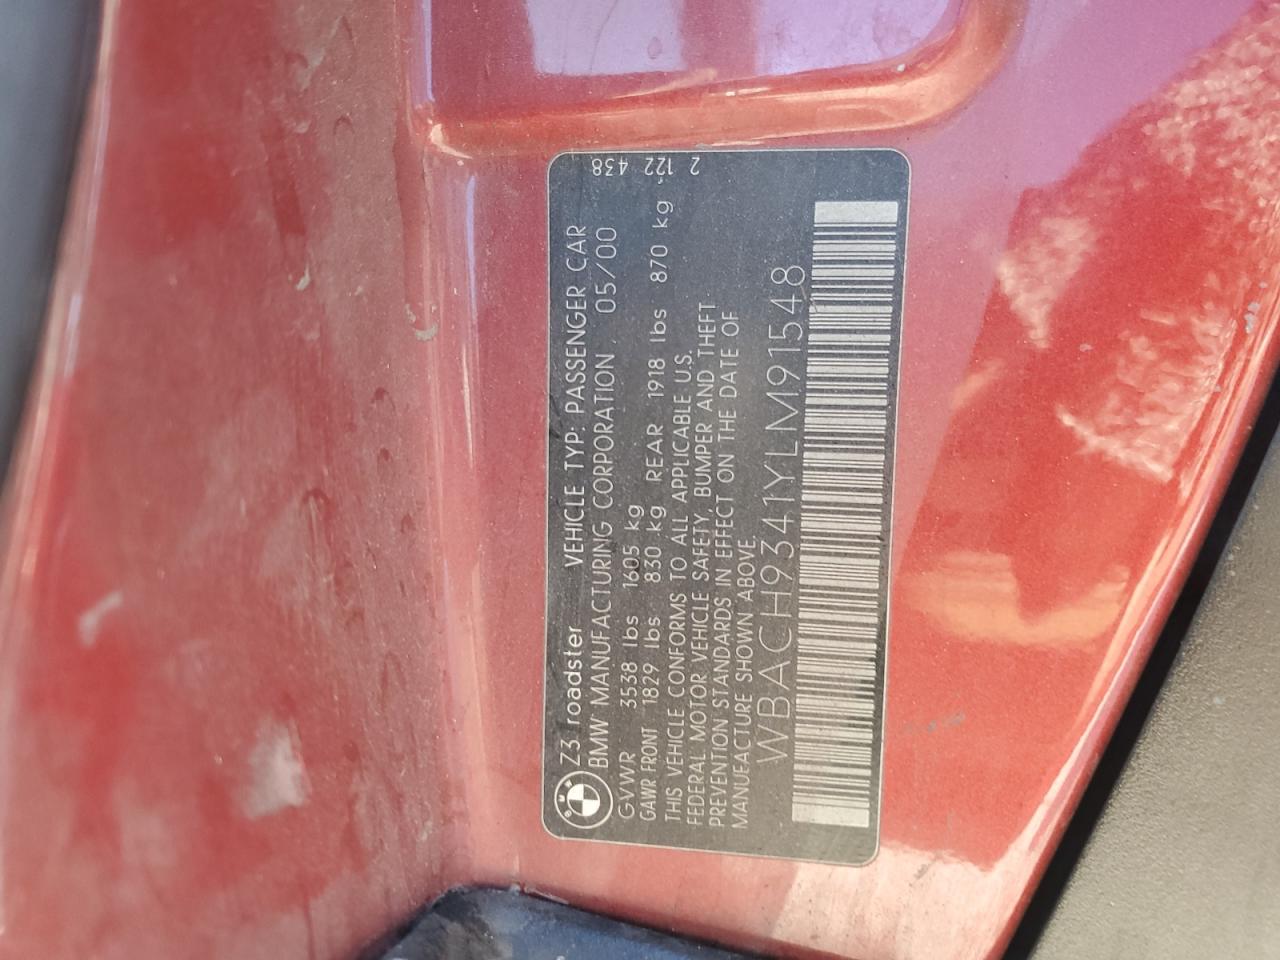 BMW
Z3 roadster VEHICLE TYP: PASSENGER CAR
BMW MANUFACTURING CORPORATION 05/00
GVWR 3538 lbs 1605 kg
GAWR FRONT 1829 lbs 830 kg REAR 1918 lbs 870 kg
THIS VEHICLE CONFORMS TO ALL APPLICABLE U.S.
FEDERAL MOTOR VEHICLE SAFETY, BUMPER AND THEFT
PREVENTION STANDARDS IN EFFECT ON THE DATE OF
MANUFACTURE SHOWN ABOVE.
WBACH9341YLM91548
2 122 438